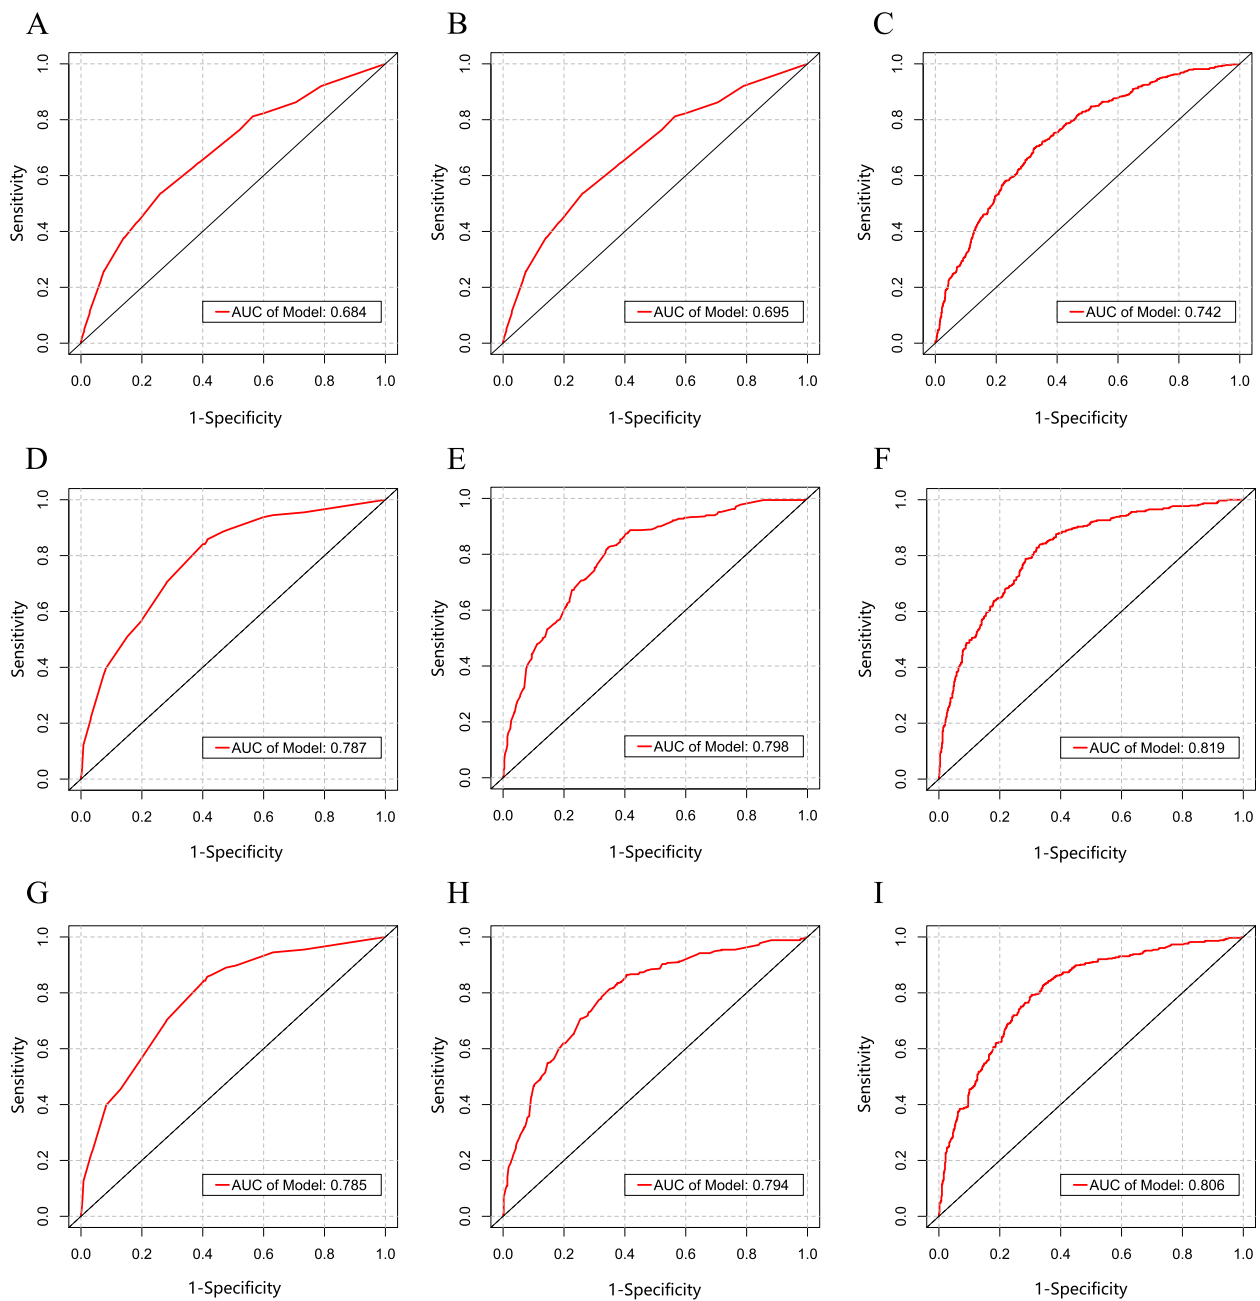 A
1.0
0.8
0.6
0.4
0.2
0.0
Sensitivity
AUC of Model: 0.684
0.0 0.2 0.4 0.6 0.8 1.0
1-Specificity
B
1.0
0.8
0.6
0.4
0.2
0.0
Sensitivity
AUC of Model: 0.695
0.0 0.2 0.4 0.6 0.8 1.0
1-Specificity
C
1.0
0.8
0.6
0.4
0.2
0.0
Sensitivity
AUC of Model: 0.742
0.0 0.2 0.4 0.6 0.8 1.0
1-Specificity
D
1.0
0.8
0.6
0.4
0.2
0.0
Sensitivity
AUC of Model: 0.787
0.0 0.2 0.4 0.6 0.8 1.0
1-Specificity
E
1.0
0.8
0.6
0.4
0.2
0.0
Sensitivity
AUC of Model: 0.798
0.0 0.2 0.4 0.6 0.8 1.0
1-Specificity
F
1.0
0.8
0.6
0.4
0.2
0.0
Sensitivity
AUC of Model: 0.819
0.0 0.2 0.4 0.6 0.8 1.0
1-Specificity
G
1.0
0.8
0.6
0.4
0.2
0.0
Sensitivity
AUC of Model: 0.785
0.0 0.2 0.4 0.6 0.8 1.0
1-Specificity
H
1.0
0.8
0.6
0.4
0.2
0.0
Sensitivity
AUC of Model: 0.794
0.0 0.2 0.4 0.6 0.8 1.0
1-Specificity
I
1.0
0.8
0.6
0.4
0.2
0.0
Sensitivity
AUC of Model: 0.806
0.0 0.2 0.4 0.6 0.8 1.0
1-Specificity